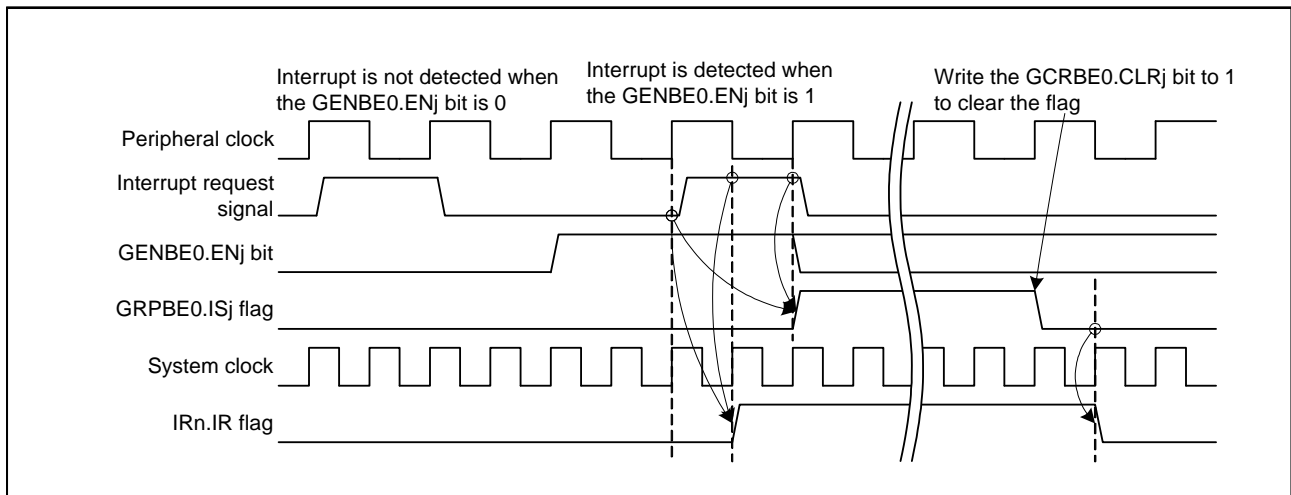 Interrupt is not detected when
the GENBE0.ENj bit is 0
Interrupt is detected when
the GENBE0.ENj bit is 1
Write the GCRBE0.CLRj bit to 1
to clear the flag
Peripheral clock
Interrupt request
signal
GENBE0.ENj bit
GRPBE0.ISj flag
System clock
IRn.IR flag